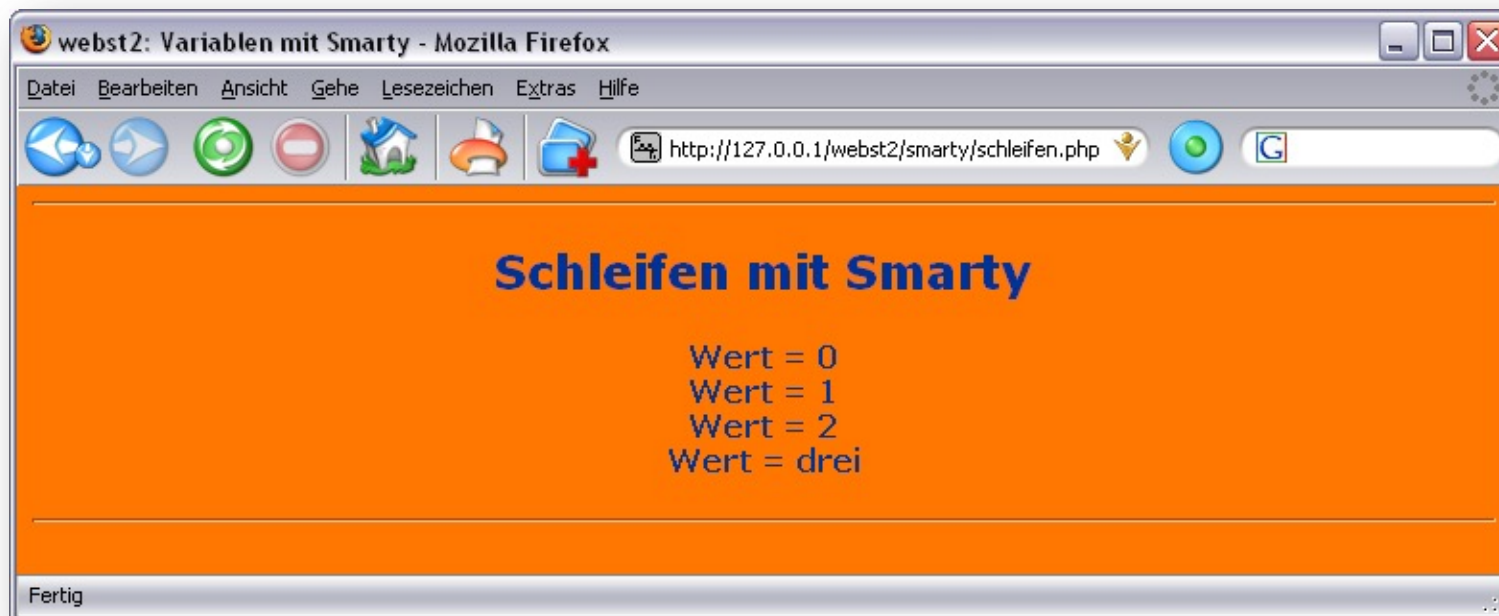 webst2: Variablen mit Smarty - Mozilla Firefox
Datei Bearbeiten Ansicht Gehe Lesezeichen Extras Hilfe
http://127.0.0.1/webst2/smarty/schleifen.php G
Schleifen mit Smarty
Wert = 0
Wert = 1
Wert = 2
Wert = drei
Fertig